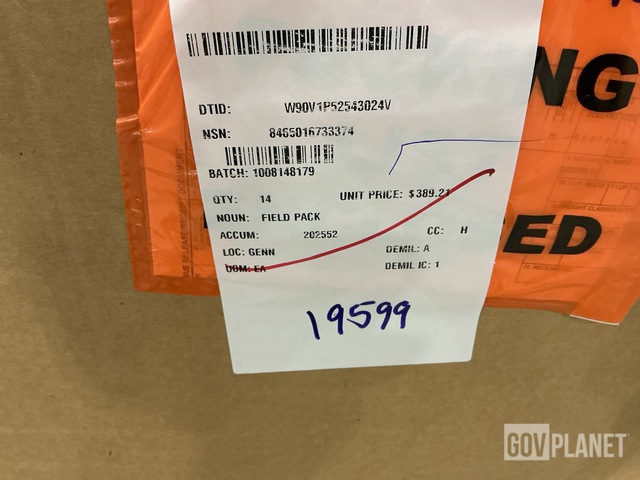 NG
DTID: W90V1P52543024V
NSN: 8465016733374
BATCH: 1008148179
QTY: 14 UNIT PRICE: $389.21
NOUN: FIELD PACK
ACCUM: 202552 CC: H
LOC: GENN DEMIL: A
UOM: EA DEMIL IC: 1
ED
19599
GOVPLANET